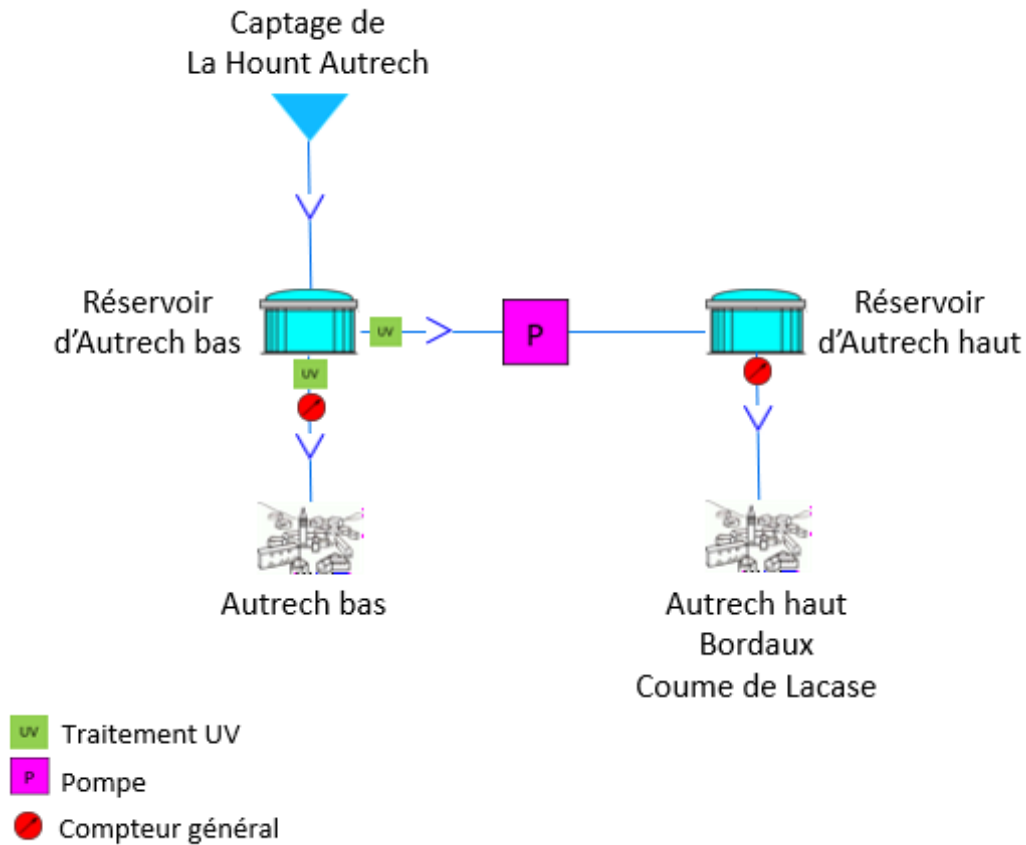 Captage de
La Hount Autrech
Réservoir
d'Autrech bas
UV
P
Réservoir
d'Autrech haut
UV
Autrech bas
Autrech haut
Bordaux
Coume de Lacase
UV Traitement UV
P Pompe
Compteur général